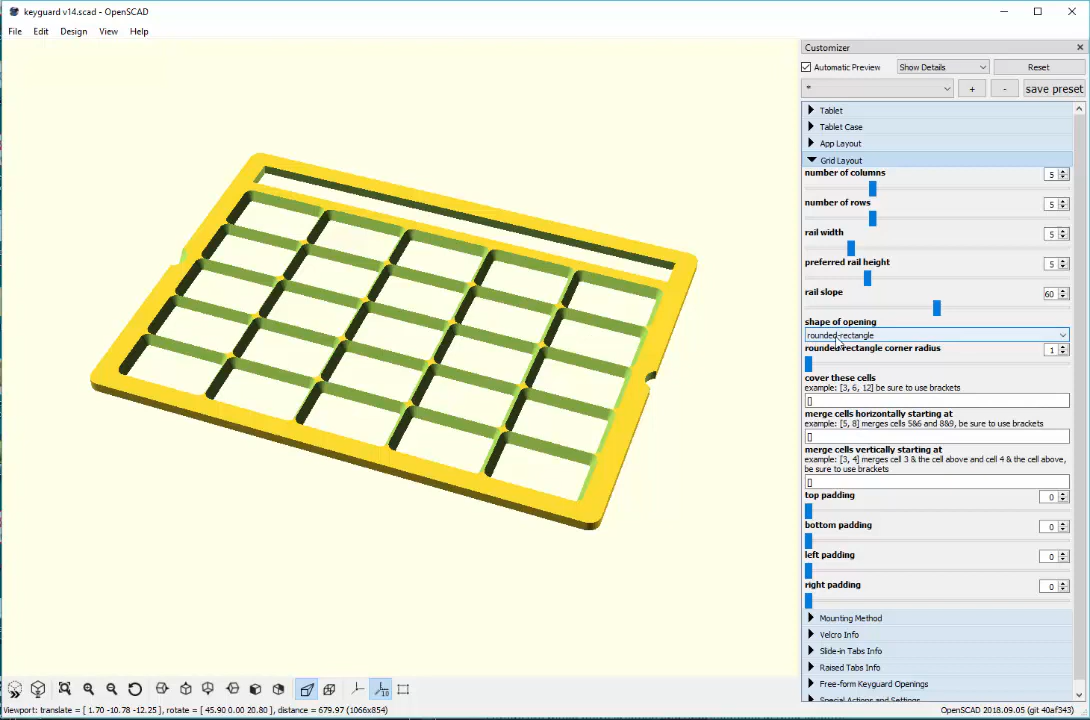 keyguard v14.scad - OpenSCAD
File Edit Design View Help
Customizer
Automatic Preview Show Details Reset
* + - save preset
Tablet
Tablet Case
App Layout
Grid Layout
number of columns
5
number of rows
5
rail width
5
preferred rail height
5
rail slope
60
shape of opening
rounded-rectangle
rounded-rectangle corner radius
1
cover these cells
example: [3, 6, 12] be sure to use brackets
[]
merge cells horizontally starting at
example: [5, 8] merges cells 5&6 and 8&9, be sure to use brackets
[]
merge cells vertically starting at
example: [3, 4] merges cell 3 & the cell above and cell 4 & the cell above,
be sure to use brackets
[]
top padding
0
bottom padding
0
left padding
0
right padding
0
Mounting Method
Velcro Info
Slide-in Tabs Info
Raised Tabs Info
Free-form Keyguard Openings
Special Actions and Settings
10
Viewport: translate = [ 1.70 -10.78 -12.25 ], rotate = [ 45.90 0.00 20.80 ], distance = 679.97 (1066x854)
OpenSCAD 2018.09.05 (git 40af343)